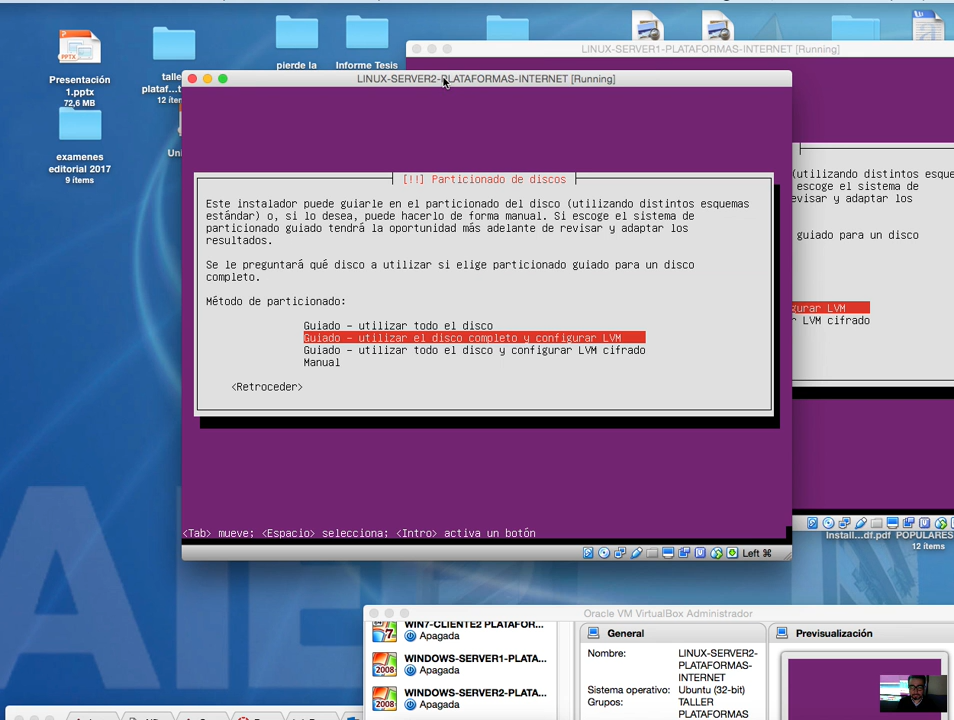 Presentación
1.pptx
72,6 MB
talle
plataf...t
12 íter
pierde la
Informe Tesis
examenes
editorial 2017
9 ítems
Uni
LINUX-SERVER1-PLATAFORMAS-INTERNET [Running]
LINUX-SERVER2-PLATAFORMAS-INTERNET [Running]
[!!] Particionado de discos
Este instalador puede guiarle en el particionado del disco (utilizando distintos esquemas
estándar) o, si lo desea, puede hacerlo de forma manual. Si escoge el sistema de
particionado guiado tendrá la oportunidad más adelante de revisar y adaptar los
resultados.
Se le preguntará qué disco a utilizar si elige particionado guiado para un disco
completo.
Método de particionado:
Guiado – utilizar todo el disco
Guiado – utilizar el disco completo y configurar LVM
Guiado – utilizar todo el disco y configurar LVM cifrado
Manual
<Retroceder>
<Tab> mueve; <Espacio> selecciona; <Intro> activa un botón
Left ⌘
(utilizando distintos esque
escoge el sistema de
evisar y adaptar los
guiado para un disco
gurar LVM
r LVM cifrado
Install...df.pdf
POPULARES
12 ítems
Oracle VM VirtualBox Administrador
WIN7-CLIENTE2 PLATAFOR...
Apagada
WINDOWS-SERVER1-PLATA...
Apagada
WINDOWS-SERVER2-PLATA...
Apagada
General
Nombre: LINUX-SERVER2-
PLATAFORMAS-
INTERNET
Sistema operativo: Ubuntu (32-bit)
Grupos: TALLER
PLATAFORMAS
Previsualización